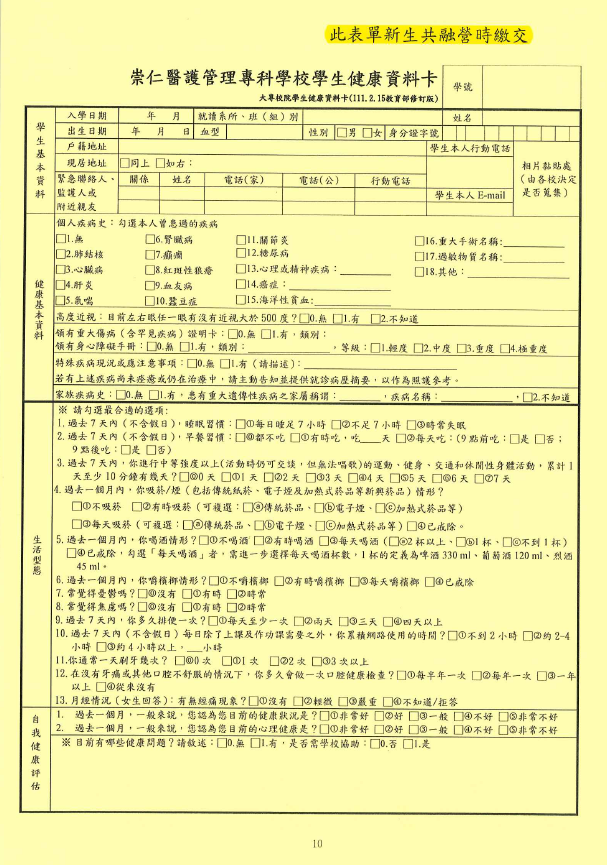 此表單新生共融營時繳交
崇仁醫護管理專科學校學生健康資料卡
大專校院學生健康資料卡(111.2.15教育部修訂版)
學號
學生基本資料
入學日期 年 月 就讀系所、班(組)別 姓名
出生日期 年 月 日 血型 性別 □男 □女 身分證字號
戶籍地址 學生本人行動電話
現居地址 □同上 □如右:
緊急聯絡人、監護人或附近親友 關係 姓名 電話(家) 電話(公) 行動電話
學生本人 E-mail
相片黏貼處
(由各校決定
是否蒐集)
健康基本資料
個人疾病史:勾選本人曾患過的疾病
□1.無 □6.腎臟病 □11.關節炎 □16.重大手術名稱:
□2.肺結核 □7.癲癇 □12.糖尿病 □17.過敏物質名稱:
□3.心臟病 □8.紅斑性狼瘡 □13.心理或精神疾病: □18.其他:
□4.肝炎 □9.血友病 □14.癌症:
□5.氣喘 □10.蠶豆症 □15.海洋性貧血:
高度近視:目前左右眼任一眼有沒有近視大於 500 度?□0.無 □1.有 □2.不知道
領有重大傷病(含罕見疾病)證明卡:□0.無 □1.有,類別:
領有身心障礙手冊:□0.無 □1.有,類別: ,等級:□1.輕度 □2.中度 □3.重度 □4.極重度
特殊疾病現況或應注意事項:□0.無 □1.有(請描述):
若有上述疾病尚未痊癒或仍在治療中,請主動告知並提供就診病歷摘要,以作為照護參考。
家族疾病史:□0.無 □1.有,患有重大遺傳性疾病之家屬稱謂: ,疾病名稱: ,□2.不知道
生活型態
※ 請勾選最合適的選項:
1.過去7天內(不含假日),睡眠習慣:□①每日睡足7小時 □②不足7小時 □③時常失眠
2.過去7天內(不含假日),早餐習慣:□⓪都不吃 □①有時吃,吃___天 □②每天吃:(9點前吃:□是 □否;
9點後吃:□是 □否)
3.過去7天內,你進行中等強度以上(活動時仍可交談,但無法唱歌)的運動、健身、交通和休閒性身體活動,累計1
天至少10分鐘有幾天?□⓪0天 □①1天 □②2天 □③3天 □④4天 □⑤5天 □⑥6天 □⑦7天
4.過去一個月內,你吸菸/煙(包括傳統紙菸、電子煙及加熱式菸品等新興菸品)情形?
□①不吸菸 □②有時吸菸(可複選:□ⓐ傳統菸品、□ⓑ電子煙、□ⓒ加熱式菸品等)
□③每天吸菸(可複選:□ⓐ傳統菸品、□ⓑ電子煙、□ⓒ加熱式菸品等)□④已戒除。
5.過去一個月內,你喝酒情形?□①不喝酒 □②有時喝酒 □③每天喝酒(□ⓐ2杯以上、□ⓑ1杯、□ⓒ不到1杯)
□④已戒除,勾選「每天喝酒」者,需進一步選擇每天喝酒杯數,1杯的定義為啤酒330 ml、葡萄酒120 ml、烈酒
45 ml。
6.過去一個月內,你嚼檳榔情形?□①不嚼檳榔 □②有時嚼檳榔 □③每天嚼檳榔 □④已戒除
7.常覺得憂鬱嗎?□⓪沒有 □①有時 □②時常
8.常覺得焦慮嗎?□⓪沒有 □①有時 □②時常
9.過去7天內,你多久排便一次?□①每天至少一次 □②兩天 □③三天 □④四天以上
10.過去7天內(不含假日)每日除了上課及作功課需要之外,你累積網路使用的時間?□①不到2小時 □②約2-4
小時 □③約4小時以上,___小時
11.你通常一天刷牙幾次? □⓪0次 □①1次 □②2次 □③3次以上
12.在沒有牙痛或其他口腔不舒服的情況下,你多久會做一次口腔健康檢查?□①每半年一次 □②每年一次 □③一年
以上 □④從來沒有
13.月經情況(女生回答):有無經痛現象?□①沒有 □②輕微 □③嚴重 □④不知道/拒答
自我健康評估
1. 過去一個月,一般來說,您認為您目前的健康狀況是?□①非常好 □②好 □③一般 □④不好 □⑤非常不好
2. 過去一個月,一般來說,您認為您目前的心理健康是?□①非常好 □②好 □③一般 □④不好 □⑤非常不好
※ 目前有哪些健康問題?請敘述:□0.無 □1.有,是否需學校協助:□0.否 □1.是
10